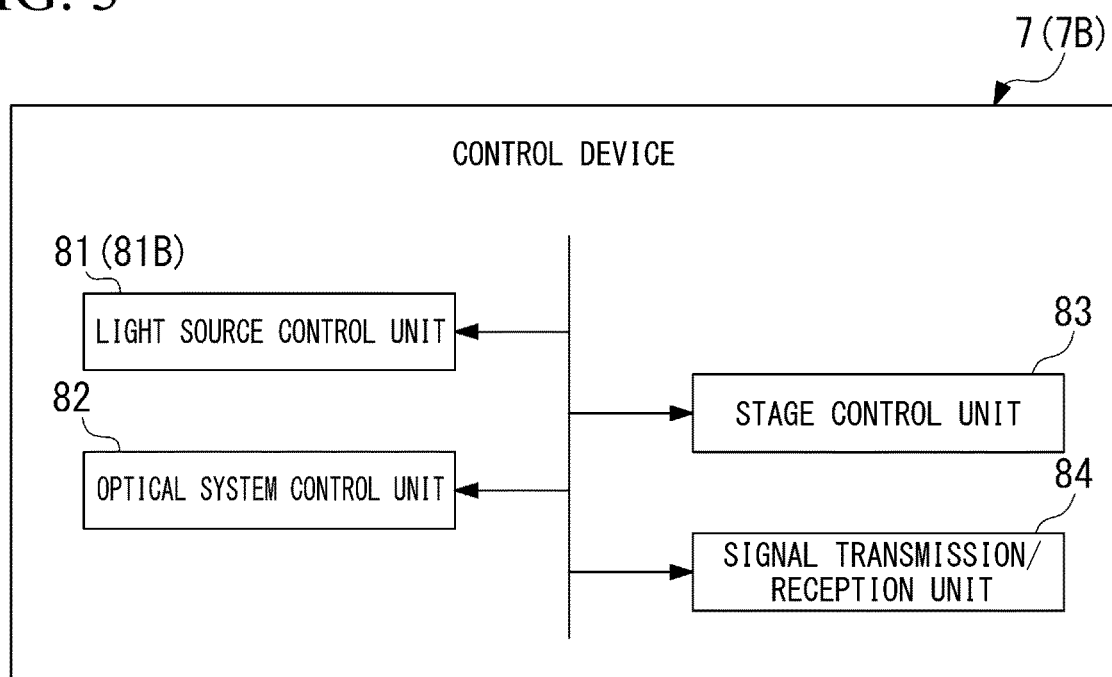 7(7B)
CONTROL DEVICE
81(81B)
LIGHT SOURCE CONTROL UNIT
83
STAGE CONTROL UNIT
82
OPTICAL SYSTEM CONTROL UNIT
84
SIGNAL TRANSMISSION/
RECEPTION UNIT